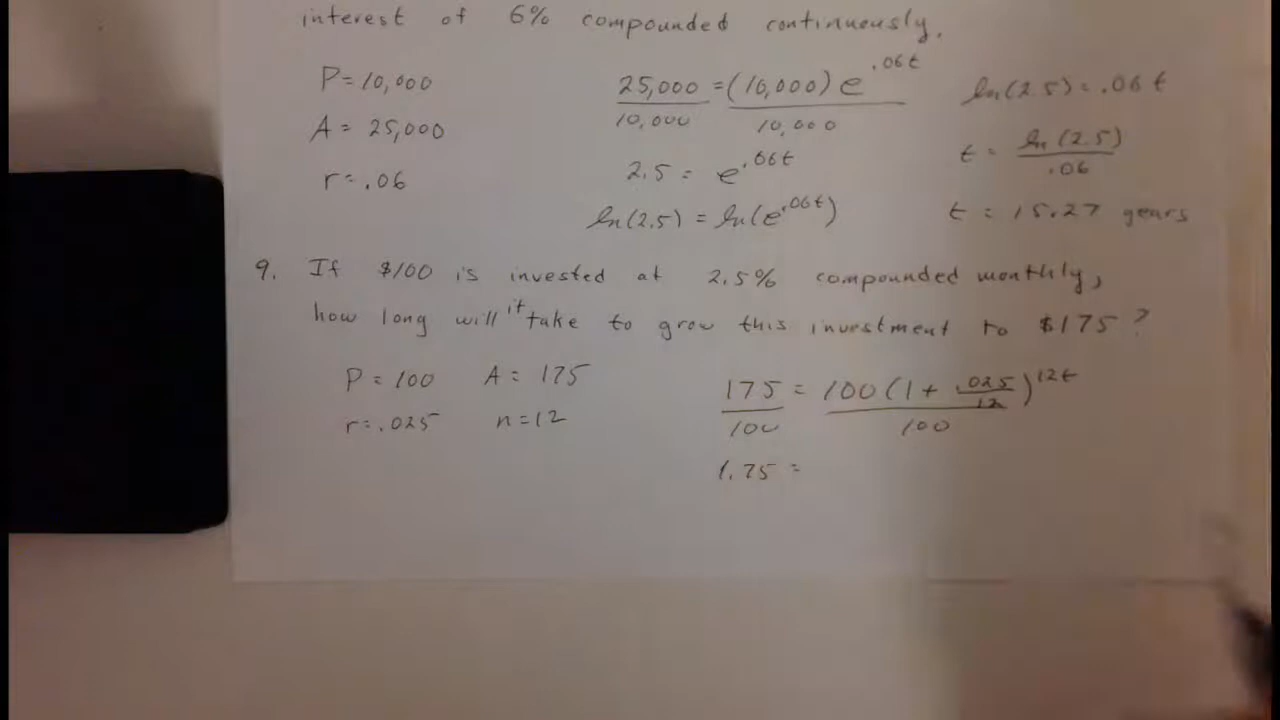 interest of 6% compounded continuously.
P = 10,000
A = 25,000
r = .06
25,000 = (10,000) e^.06t
10,000 10,000
2.5 = e^.06t
ln(2.5) = ln(e^.06t)
ln(2.5) = .06t
t = ln(2.5)
.06
t = 15.27 years
9. If $100 is invested at 2.5% compounded monthly,
how long will it take to grow this investment to $175?
P = 100 A = 175
r = .025 n = 12
175 = 100 (1 + .025/12)^12t
100 100
1.75 =